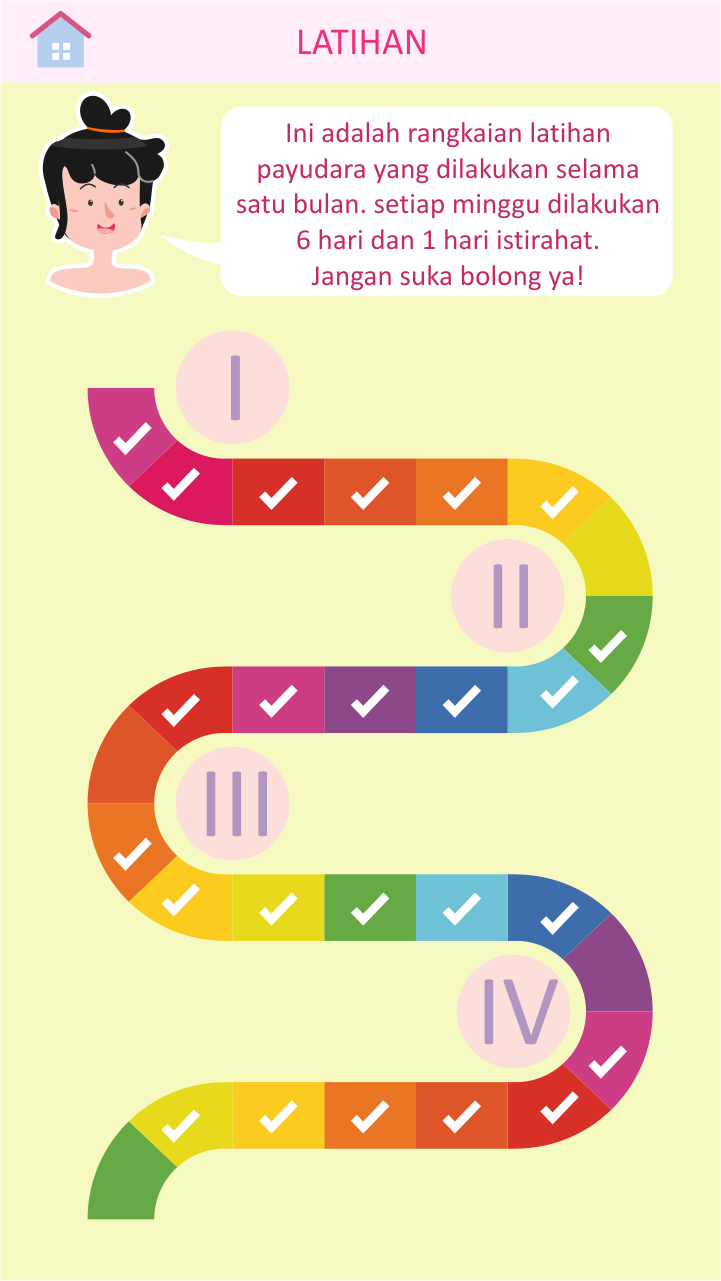 LATIHAN
Ini adalah rangkaian latihan
payudara yang dilakukan selama
satu bulan. setiap minggu dilakukan
6 hari dan 1 hari istirahat.
Jangan suka bolong ya!
I
II
III
IV